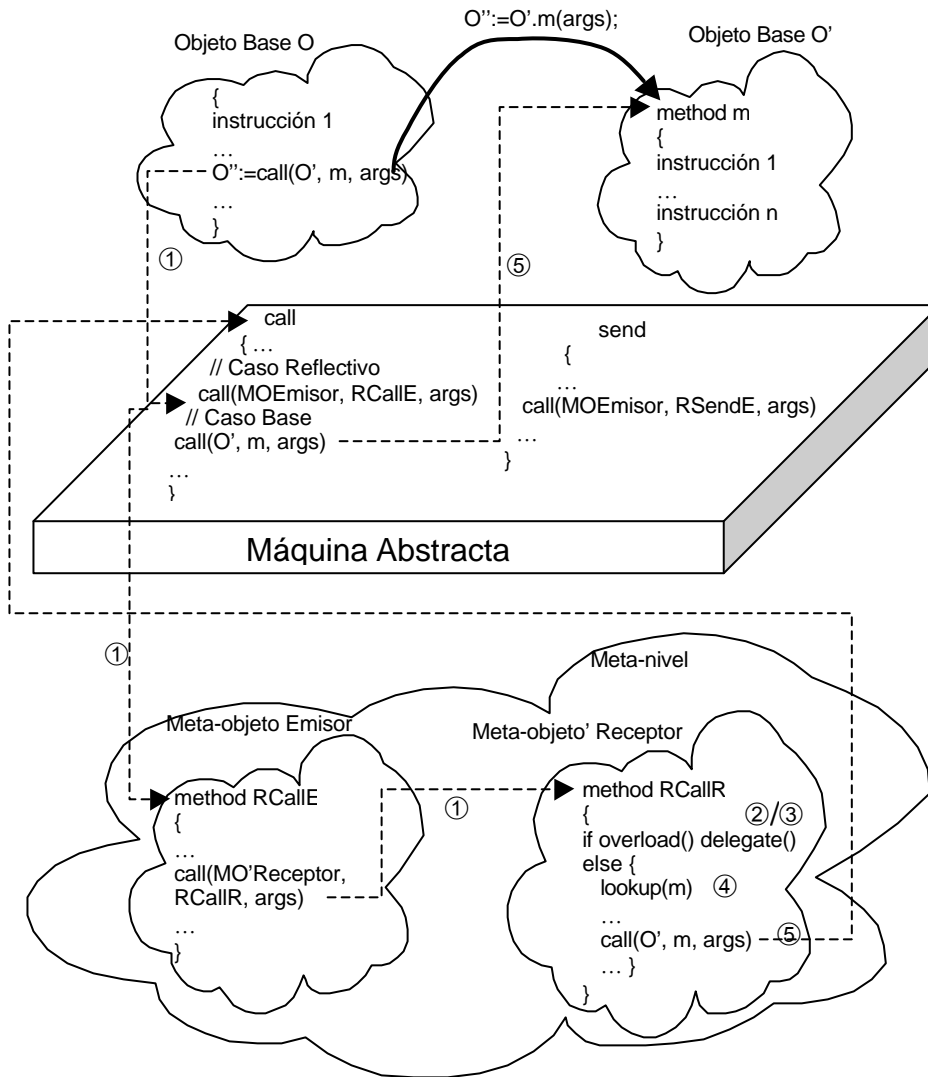 O'':=O'.m(args);
Objeto Base O
Objeto Base O'
{
instrucción 1
…
O'':=call(O', m, args)
…
}
method m
{
instrucción 1
…
instrucción n
}
①
⑤
call
{ …
// Caso Reflectivo
call(MOEmisor, RCallE, args)
// Caso Base
call(O', m, args)
…
}
send
{
…
call(MOEmisor, RSendE, args)
…
}
Máquina Abstracta
①
Meta-nivel
Meta-objeto Emisor
Meta-objeto' Receptor
method RCallE
{
…
call(MO'Receptor,
RCallR, args)
…
}
①
method RCallR
{
②/③
if overload() delegate()
else {
lookup(m) ④
…
call(O', m, args) ⑤
… }
}